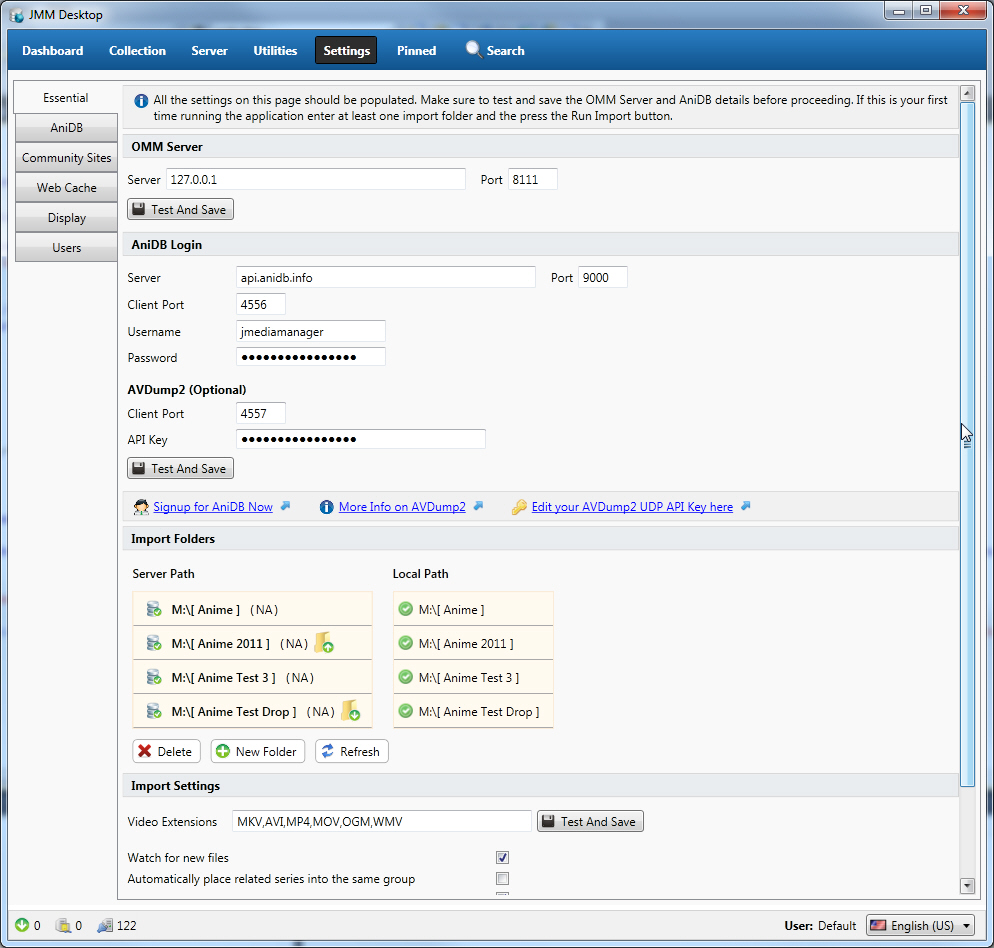 JMM Desktop
Dashboard Collection Server Utilities Settings Pinned Search
Essential
AniDB
Community Sites
Web Cache
Display
Users
All the settings on this page should be populated. Make sure to test and save the OMM Server and AniDB details before proceeding. If this is your first
time running the application enter at least one import folder and the press the Run Import button.
OMM Server
Server 127.0.0.1 Port 8111
Test And Save
AniDB Login
Server api.anidb.info Port 9000
Client Port 4556
Username jmediamanager
Password ●●●●●●●●●●●●●●●●
AVDump2 (Optional)
Client Port 4557
API Key ●●●●●●●●●●●●●●●●
Test And Save
Signup for AniDB Now More Info on AVDump2 Edit your AVDump2 UDP API Key here
Import Folders
Server Path Local Path
M:\[ Anime ] (NA) M:\[ Anime ]
M:\[ Anime 2011 ] (NA) M:\[ Anime 2011 ]
M:\[ Anime Test 3 ] (NA) M:\[ Anime Test 3 ]
M:\[ Anime Test Drop ] (NA) M:\[ Anime Test Drop ]
Delete New Folder Refresh
Import Settings
Video Extensions MKV,AVI,MP4,MOV,OGM,WMV Test And Save
Watch for new files
Automatically place related series into the same group
0 0 122 User: Default English (US)